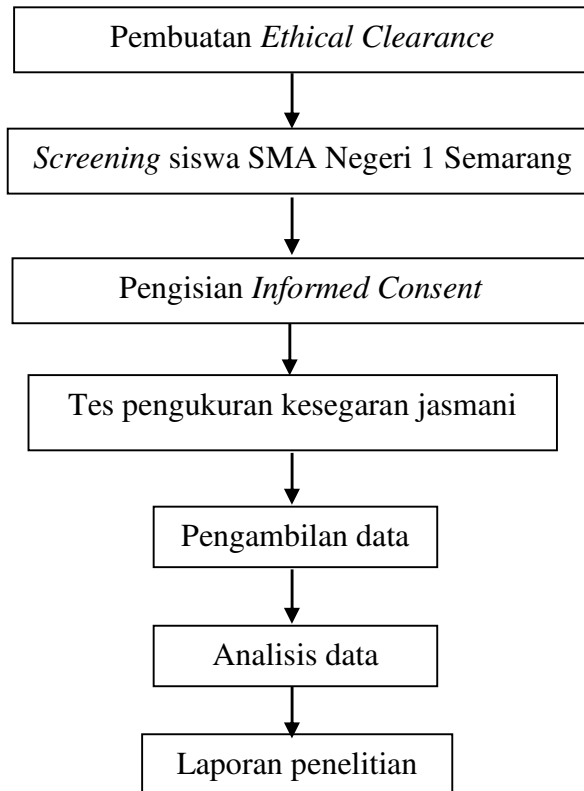 Pembuatan Ethical Clearance
Screening siswa SMA Negeri 1 Semarang
Pengisian Informed Consent
Tes pengukuran kesegaran jasmani
Pengambilan data
Analisis data
Laporan penelitian